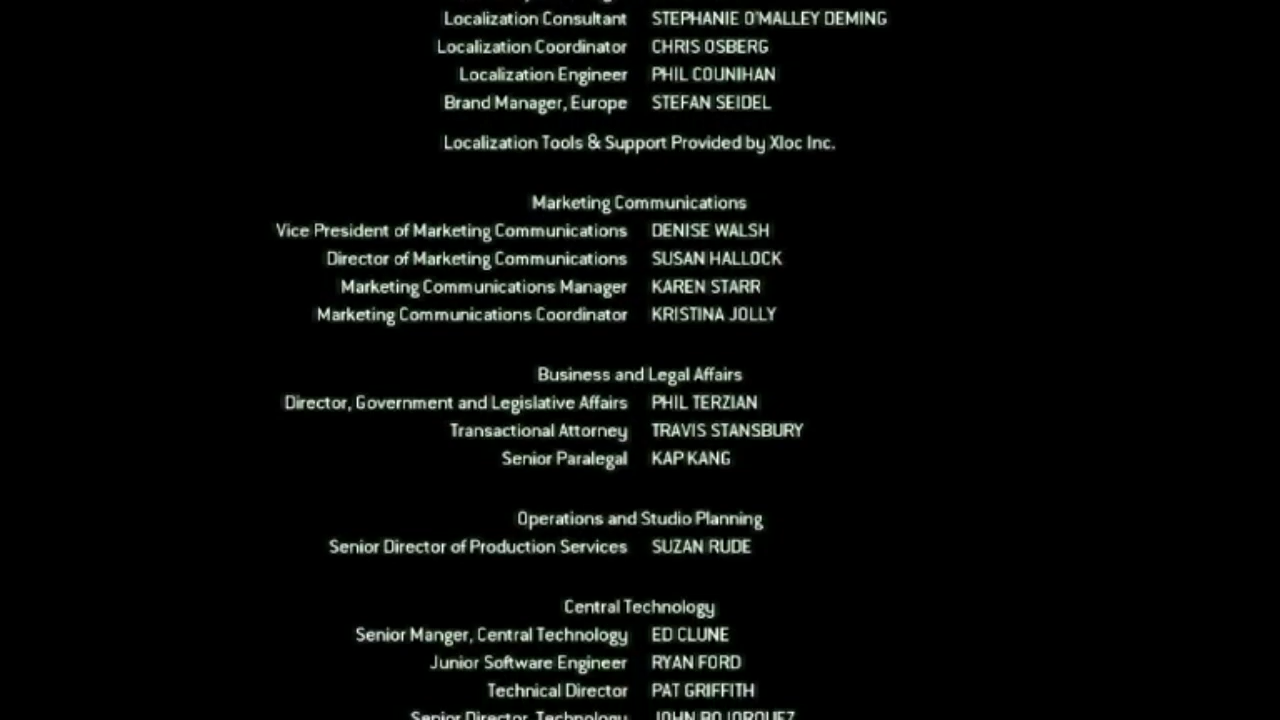 Localization Consultant STEPHANIE O'MALLEY DEMING
Localization Coordinator CHRIS OSBERG
Localization Engineer PHIL COUNIHAN
Brand Manager, Europe STEFAN SEIDEL
Localization Tools & Support Provided by Xloc Inc.
Marketing Communications
Vice President of Marketing Communications DENISE WALSH
Director of Marketing Communications SUSAN HALLOCK
Marketing Communications Manager KAREN STARR
Marketing Communications Coordinator KRISTINA JOLLY
Business and Legal Affairs
Director, Government and Legislative Affairs PHIL TERZIAN
Transactional Attorney TRAVIS STANSBURY
Senior Paralegal KAP KANG
Operations and Studio Planning
Senior Director of Production Services SUZAN RUDE
Central Technology
Senior Manger, Central Technology ED CLUNE
Junior Software Engineer RYAN FORD
Technical Director PAT GRIFFITH
Senior Director, Technology JOHN BOJORQUEZ